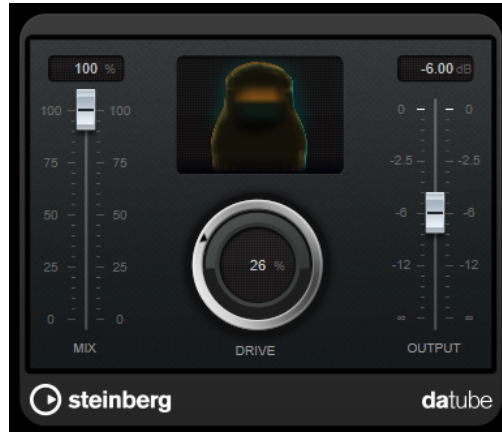 100 %
-6.00 dB
100 100
75 75
50 50
25 25
0 0
MIX
26 %
DRIVE
0 0
-2.5 -2.5
-6 -6
-12 -12
∞ ∞
OUTPUT
steinberg
datube